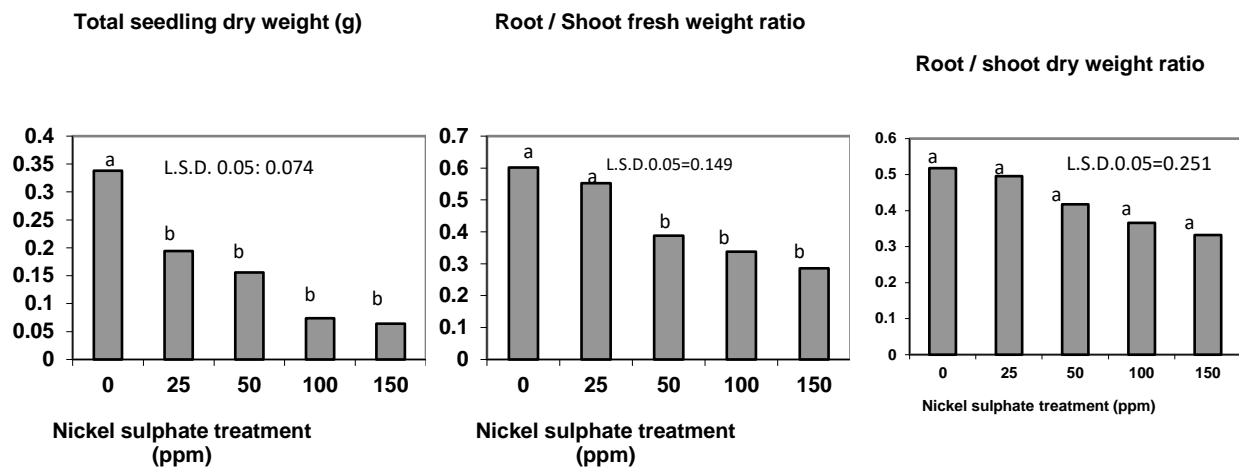 Total seedling dry weight (g)
0.4
0.35
0.3
0.25
0.2
0.15
0.1
0.05
0
a
b
b
b
b
L.S.D. 0.05: 0.074
0 25 50 100 150
Nickel sulphate treatment
(ppm)
Root / Shoot fresh weight ratio
0.7
0.6
0.5
0.4
0.3
0.2
0.1
0
a
a
b
b
b
L.S.D.0.05=0.149
0 25 50 100 150
Nickel sulphate treatment
(ppm)
Root / shoot dry weight ratio
0.6
0.5
0.4
0.3
0.2
0.1
0
a
a
a
a
a
L.S.D.0.05=0.251
0 25 50 100 150
Nickel sulphate treatment (ppm)